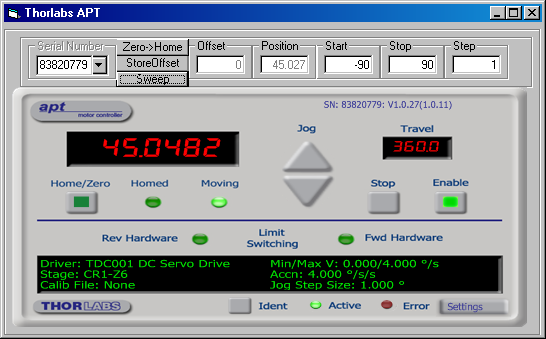 Thorlabs APT
Serial Number
83820779
Zero->Home
StoreOffset
Sweep
Offset
0
Position
45.027
Start
-90
Stop
90
Step
1
apt
motor controller
SN: 83820779: V1.0.27(1.0.11)
45.0482
Jog
Travel
360.0
Home/Zero
Homed
Moving
Stop
Enable
Rev Hardware
Limit
Switching
Fwd Hardware
Driver: TDC001 DC Servo Drive
Min/Max V: 0.000/4.000 °/s
Stage: CR1-Z6
Accn: 4.000 °/s/s
Calib File: None
Jog Step Size: 1.000 °
THORLABS
Ident
Active
Error
Settings